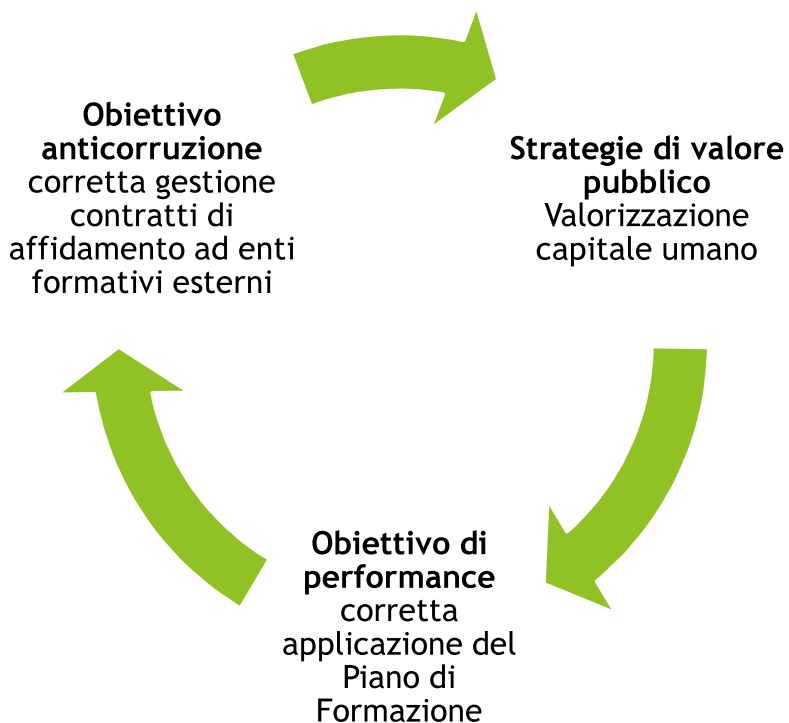 Obiettivo
anticorruzione
corretta gestione
contratti di
affidamento ad enti
formativi esterni
Strategie di valore
pubblico
Valorizzazione
capitale umano
Obiettivo di
performance
corretta
applicazione del
Piano di
Formazione